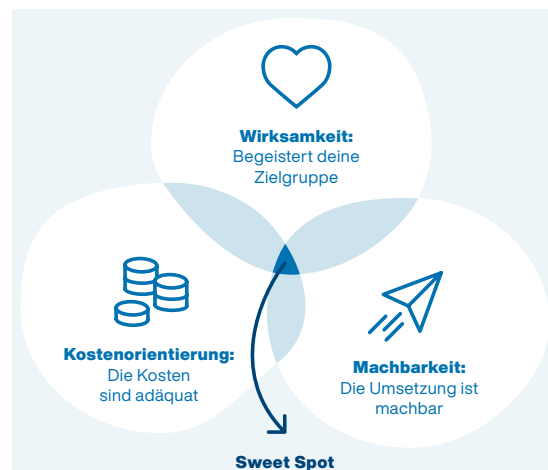 Wirksamkeit:
Begeistert deine
Zielgruppe
Kostenorientierung:
Die Kosten
sind adäquat
Machbarkeit:
Die Umsetzung ist
machbar
Sweet Spot